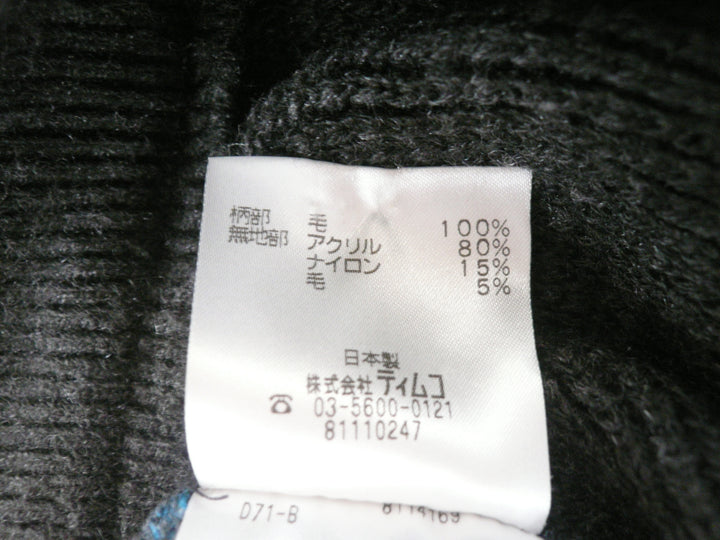 柄部 毛 100%
無地部 アクリル 80%
ナイロン 15%
毛 5%
日本製
株式会社 ティムコ
☎ 03-5600-0121
81110247
D71-B 8114169